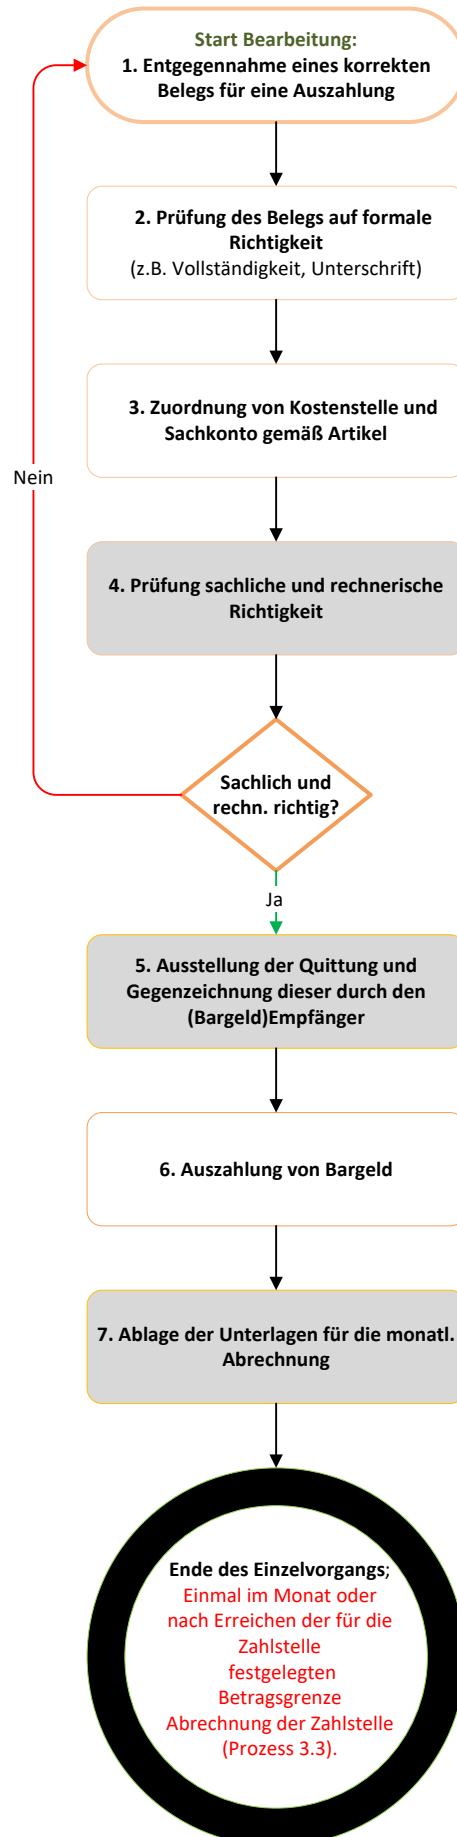 Start Bearbeitung:
1. Entgegennahme eines korrekten
Belegs für eine Auszahlung
2. Prüfung des Belegs auf formale
Richtigkeit
(z.B. Vollständigkeit, Unterschrift)
3. Zuordnung von Kostenstelle und
Sachkonto gemäß Artikel
Nein
4. Prüfung sachliche und rechnerische
Richtigkeit
Sachlich und
rechn. richtig?
Ja
5. Ausstellung der Quittung und
Gegenzeichnung dieser durch den
(Bargeld)Empfänger
6. Auszahlung von Bargeld
7. Ablage der Unterlagen für die monatl.
Abrechnung
Ende des Einzelvorgangs;
Einmal im Monat oder
nach Erreichen der für die
Zahlstelle
festgelegten
Betragsgrenze
Abrechnung der Zahlstelle
(Prozess 3.3).